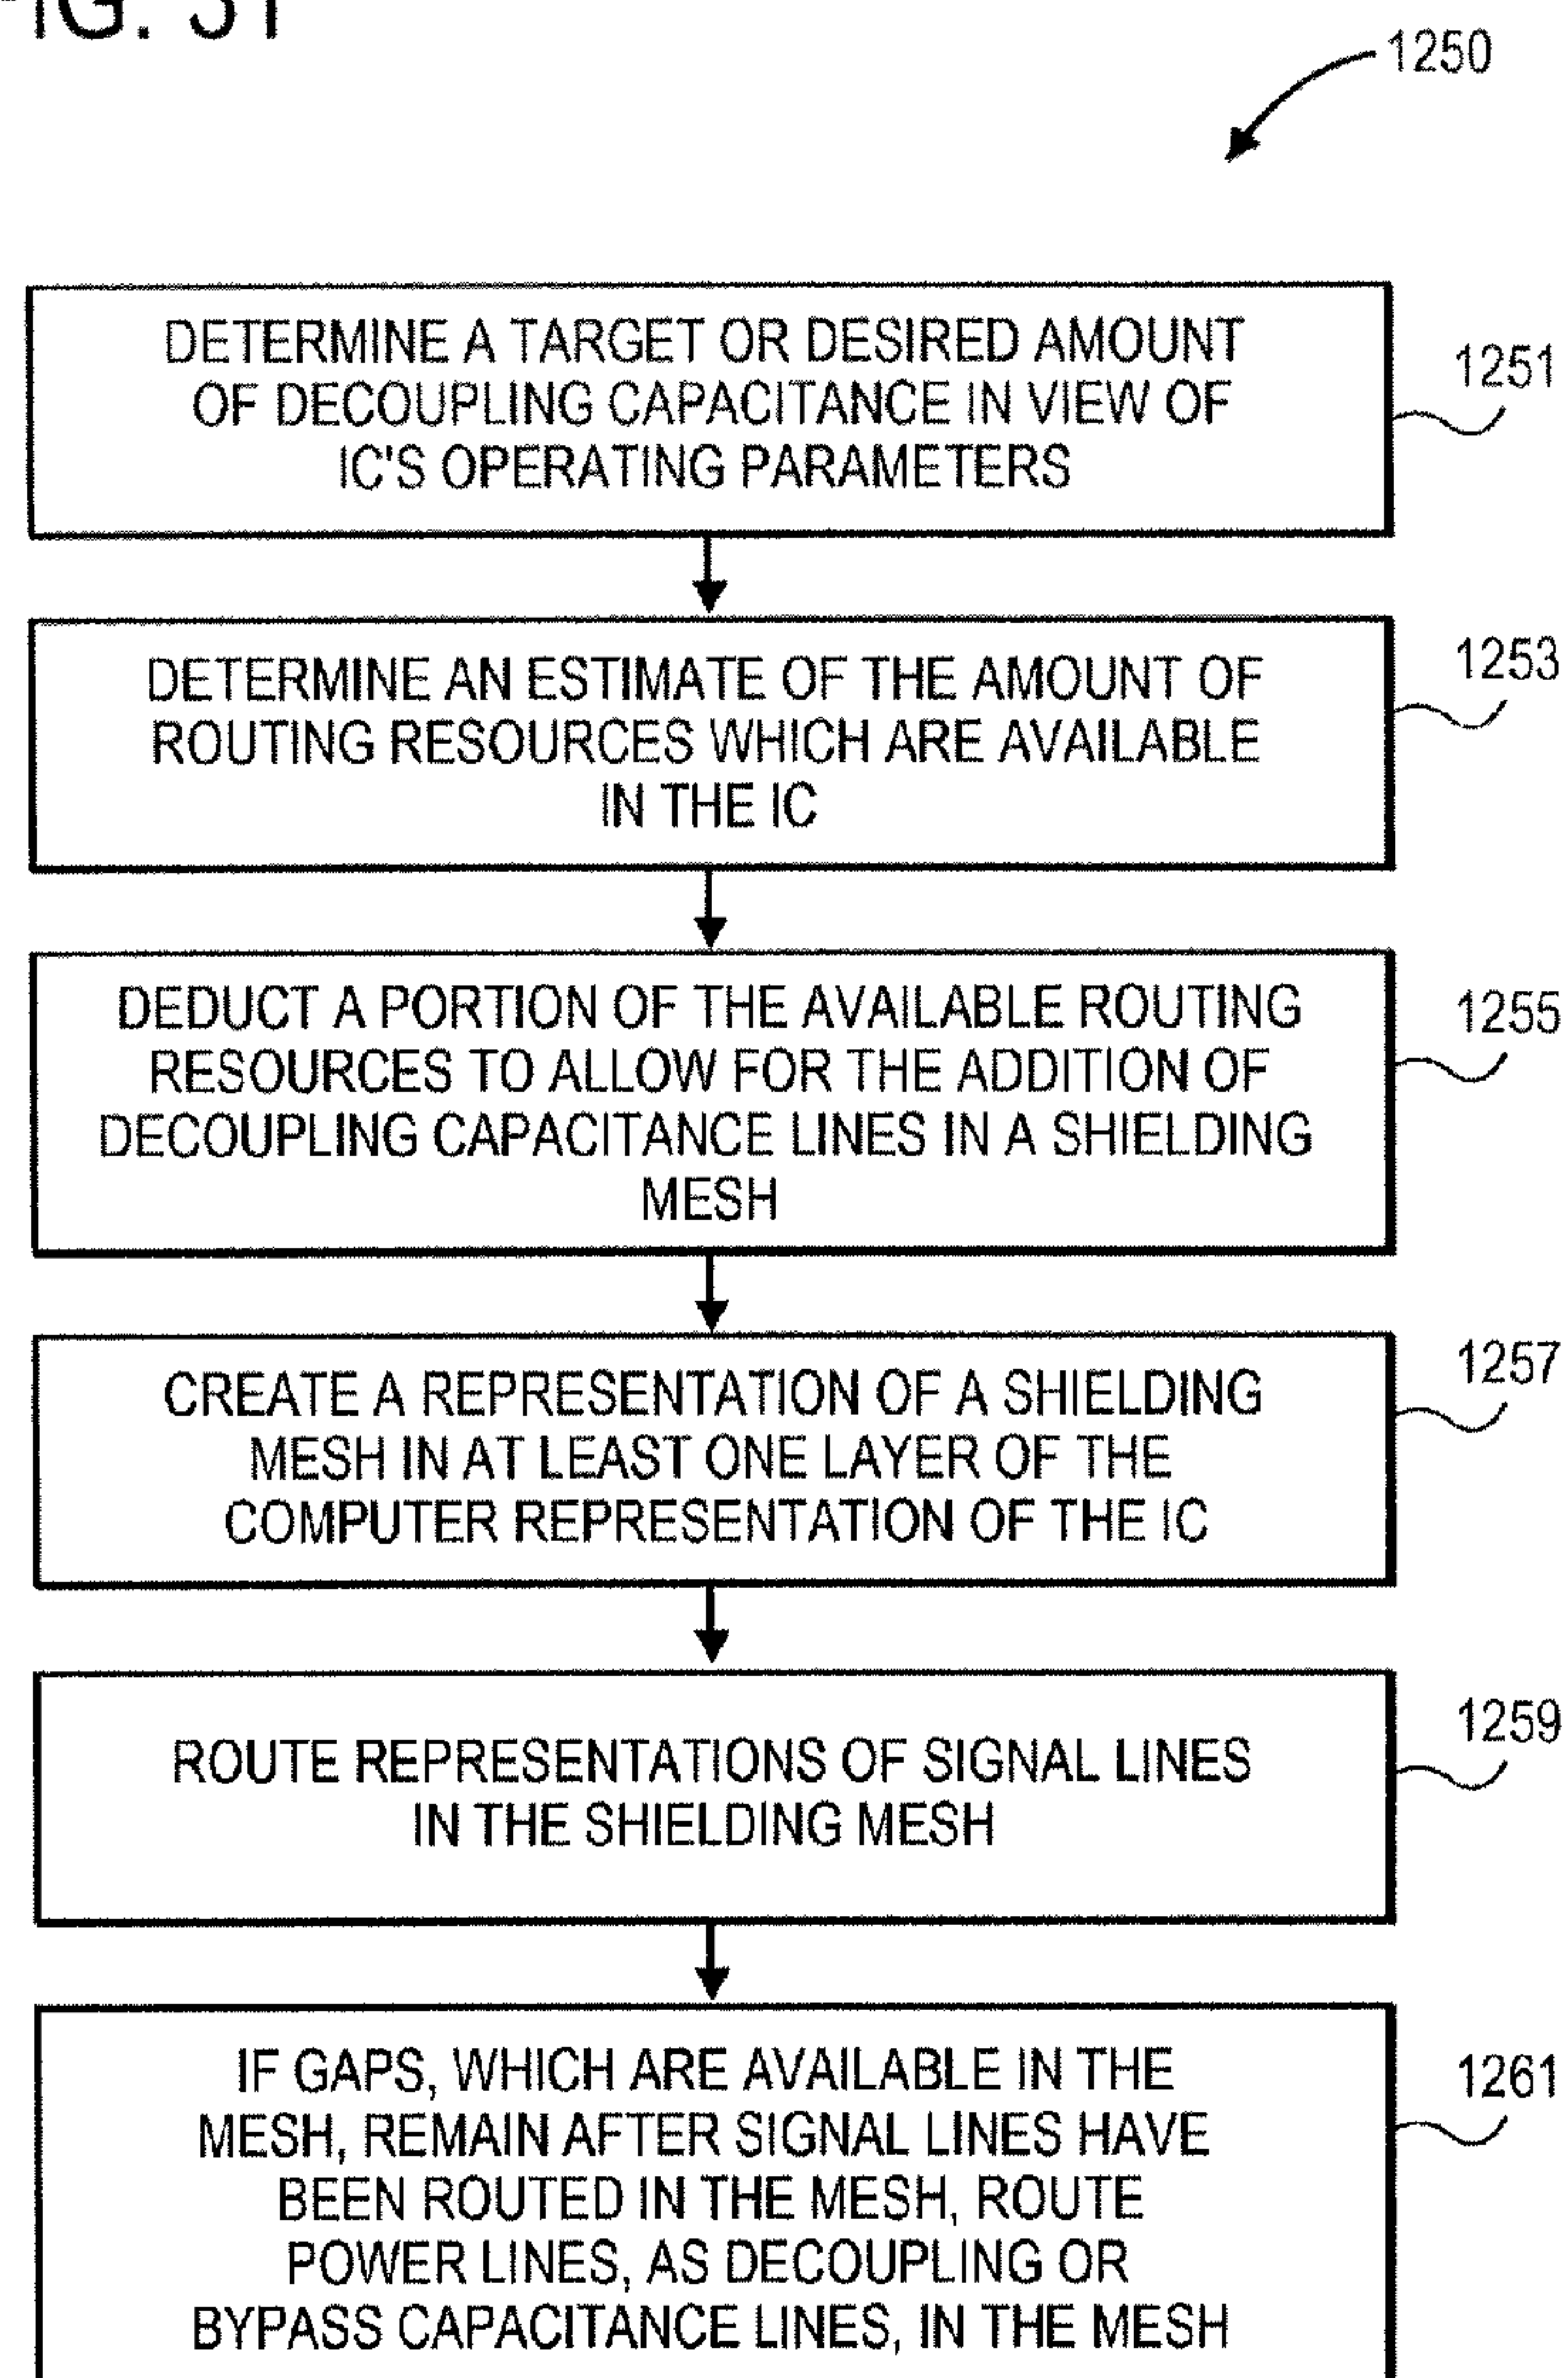 FIG. 31
1250
DETERMINE A TARGET OR DESIRED AMOUNT
OF DECOUPLING CAPACITANCE IN VIEW OF
IC'S OPERATING PARAMETERS
1251
DETERMINE AN ESTIMATE OF THE AMOUNT OF
ROUTING RESOURCES WHICH ARE AVAILABLE
IN THE IC
1253
DEDUCT A PORTION OF THE AVAILABLE ROUTING
RESOURCES TO ALLOW FOR THE ADDITION OF
DECOUPLING CAPACITANCE LINES IN A SHIELDING
MESH
1255
CREATE A REPRESENTATION OF A SHIELDING
MESH IN AT LEAST ONE LAYER OF THE
COMPUTER REPRESENTATION OF THE IC
1257
ROUTE REPRESENTATIONS OF SIGNAL LINES
IN THE SHIELDING MESH
1259
IF GAPS, WHICH ARE AVAILABLE IN THE
MESH, REMAIN AFTER SIGNAL LINES HAVE
BEEN ROUTED IN THE MESH, ROUTE
POWER LINES, AS DECOUPLING OR
BYPASS CAPACITANCE LINES, IN THE MESH
1261